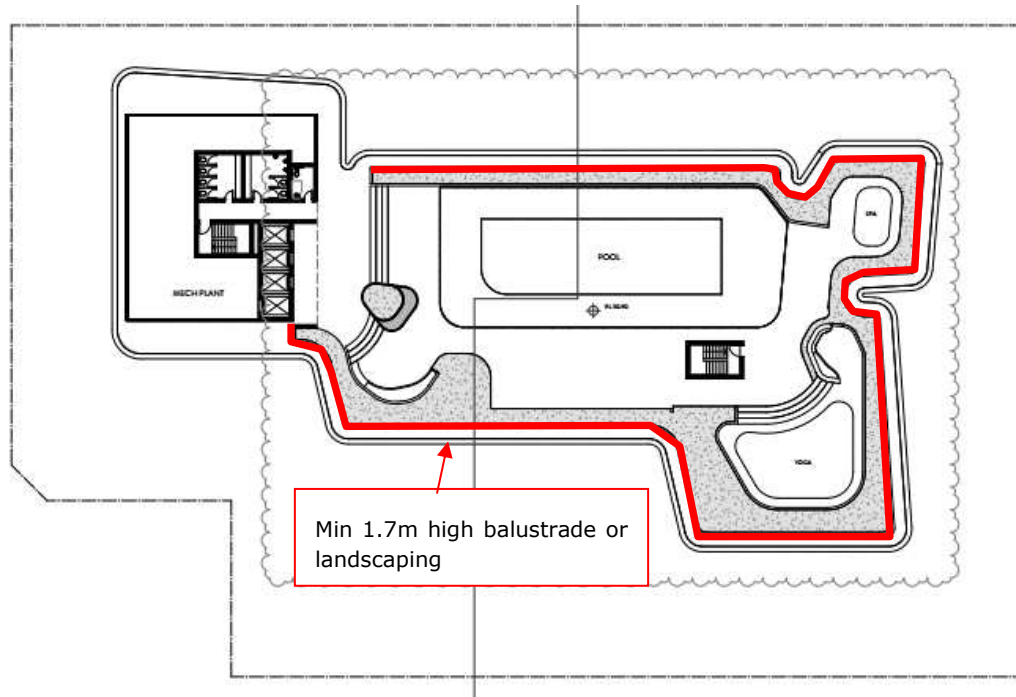 SPA
POOL
MECH PLANT
YOGA
Min 1.7m high balustrade or
landscaping